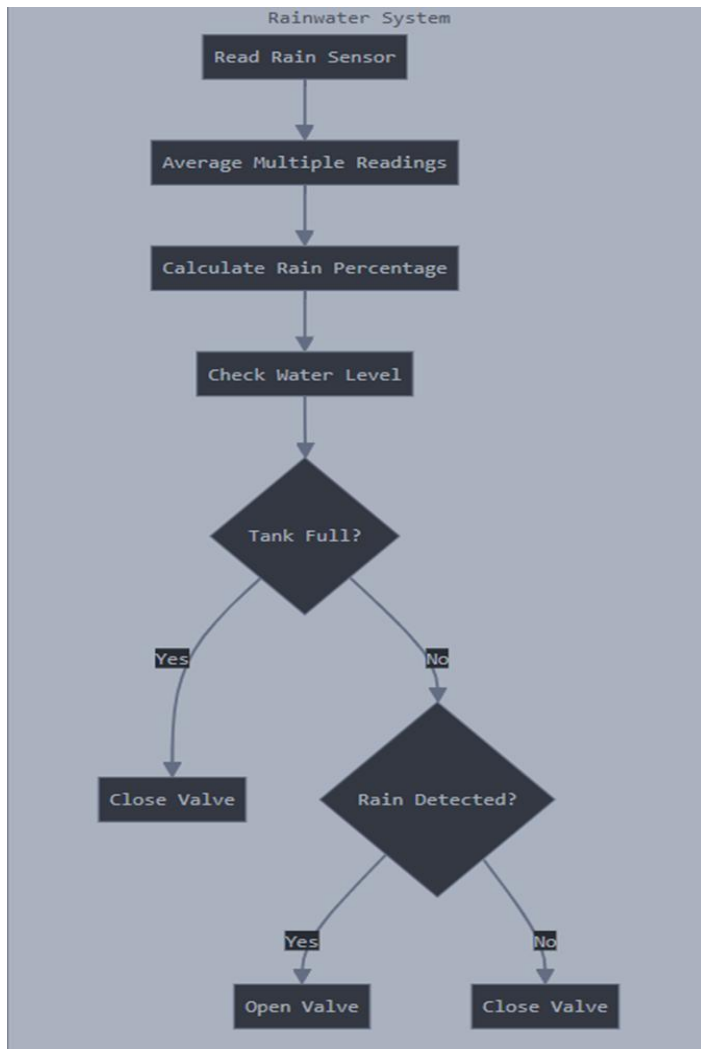 Rainwater System
Read Rain Sensor
Average Multiple Readings
Calculate Rain Percentage
Check Water Level
Tank Full?
Yes
No
Close Valve
Rain Detected?
Yes
No
Open Valve
Close Valve